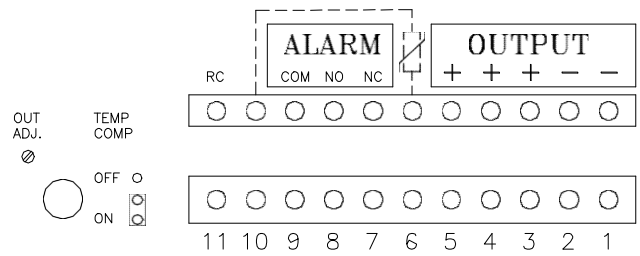 ALARM OUTPUT
RC COM NO NC + + + − −
OUT ADJ.
TEMP COMP
OFF
ON
11 10 9 8 7 6 5 4 3 2 1